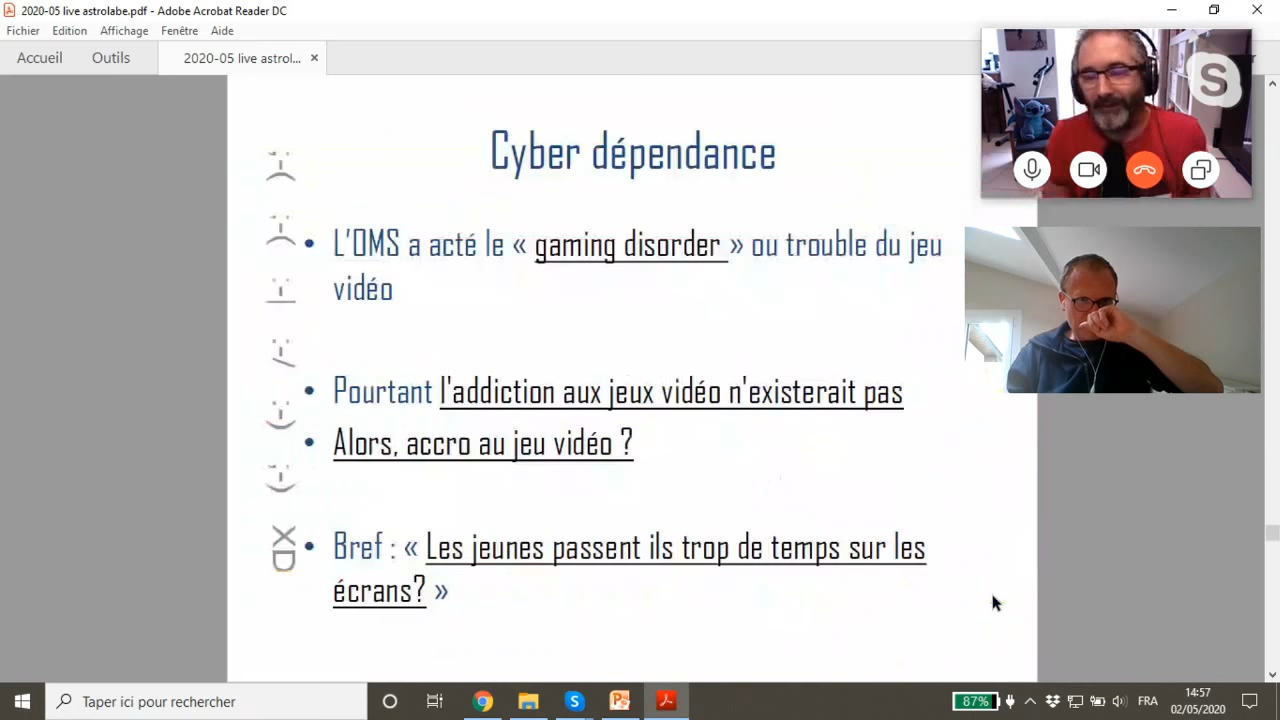 2020-05 live astrolabe.pdf - Adobe Acrobat Reader DC
Fichier Edition Affichage Fenêtre Aide
Accueil Outils 2020-05 live astrol... ×
Cyber dépendance
• L'OMS a acté le « gaming disorder » ou trouble du jeu
vidéo
• Pourtant l'addiction aux jeux vidéo n'existerait pas
• Alors, accro au jeu vidéo ?
• Bref : « Les jeunes passent ils trop de temps sur les
écrans? »
:(
:(
:|
:/
:)
:)
XD
S
Taper ici pour rechercher
S
87%
FRA
14:57
02/05/2020